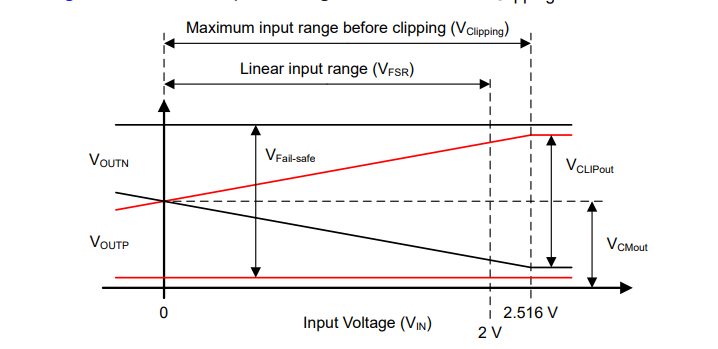 Maximum input range before clipping (VClipping)
Linear input range (VFSR)
VOUTN
VFail-safe
VCLIPout
VOUTP
VCMout
0
Input Voltage (VIN)
2 V
2.516 V